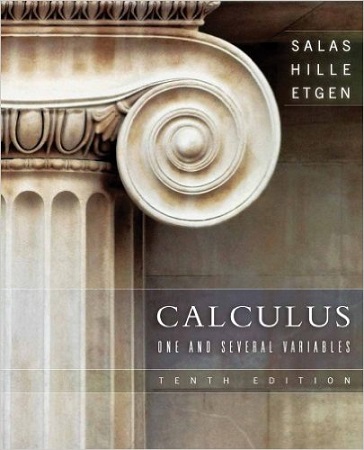 SALAS
HILLE
ETGEN
CALCULUS
ONE AND SEVERAL VARIABLES
TENTH EDITION